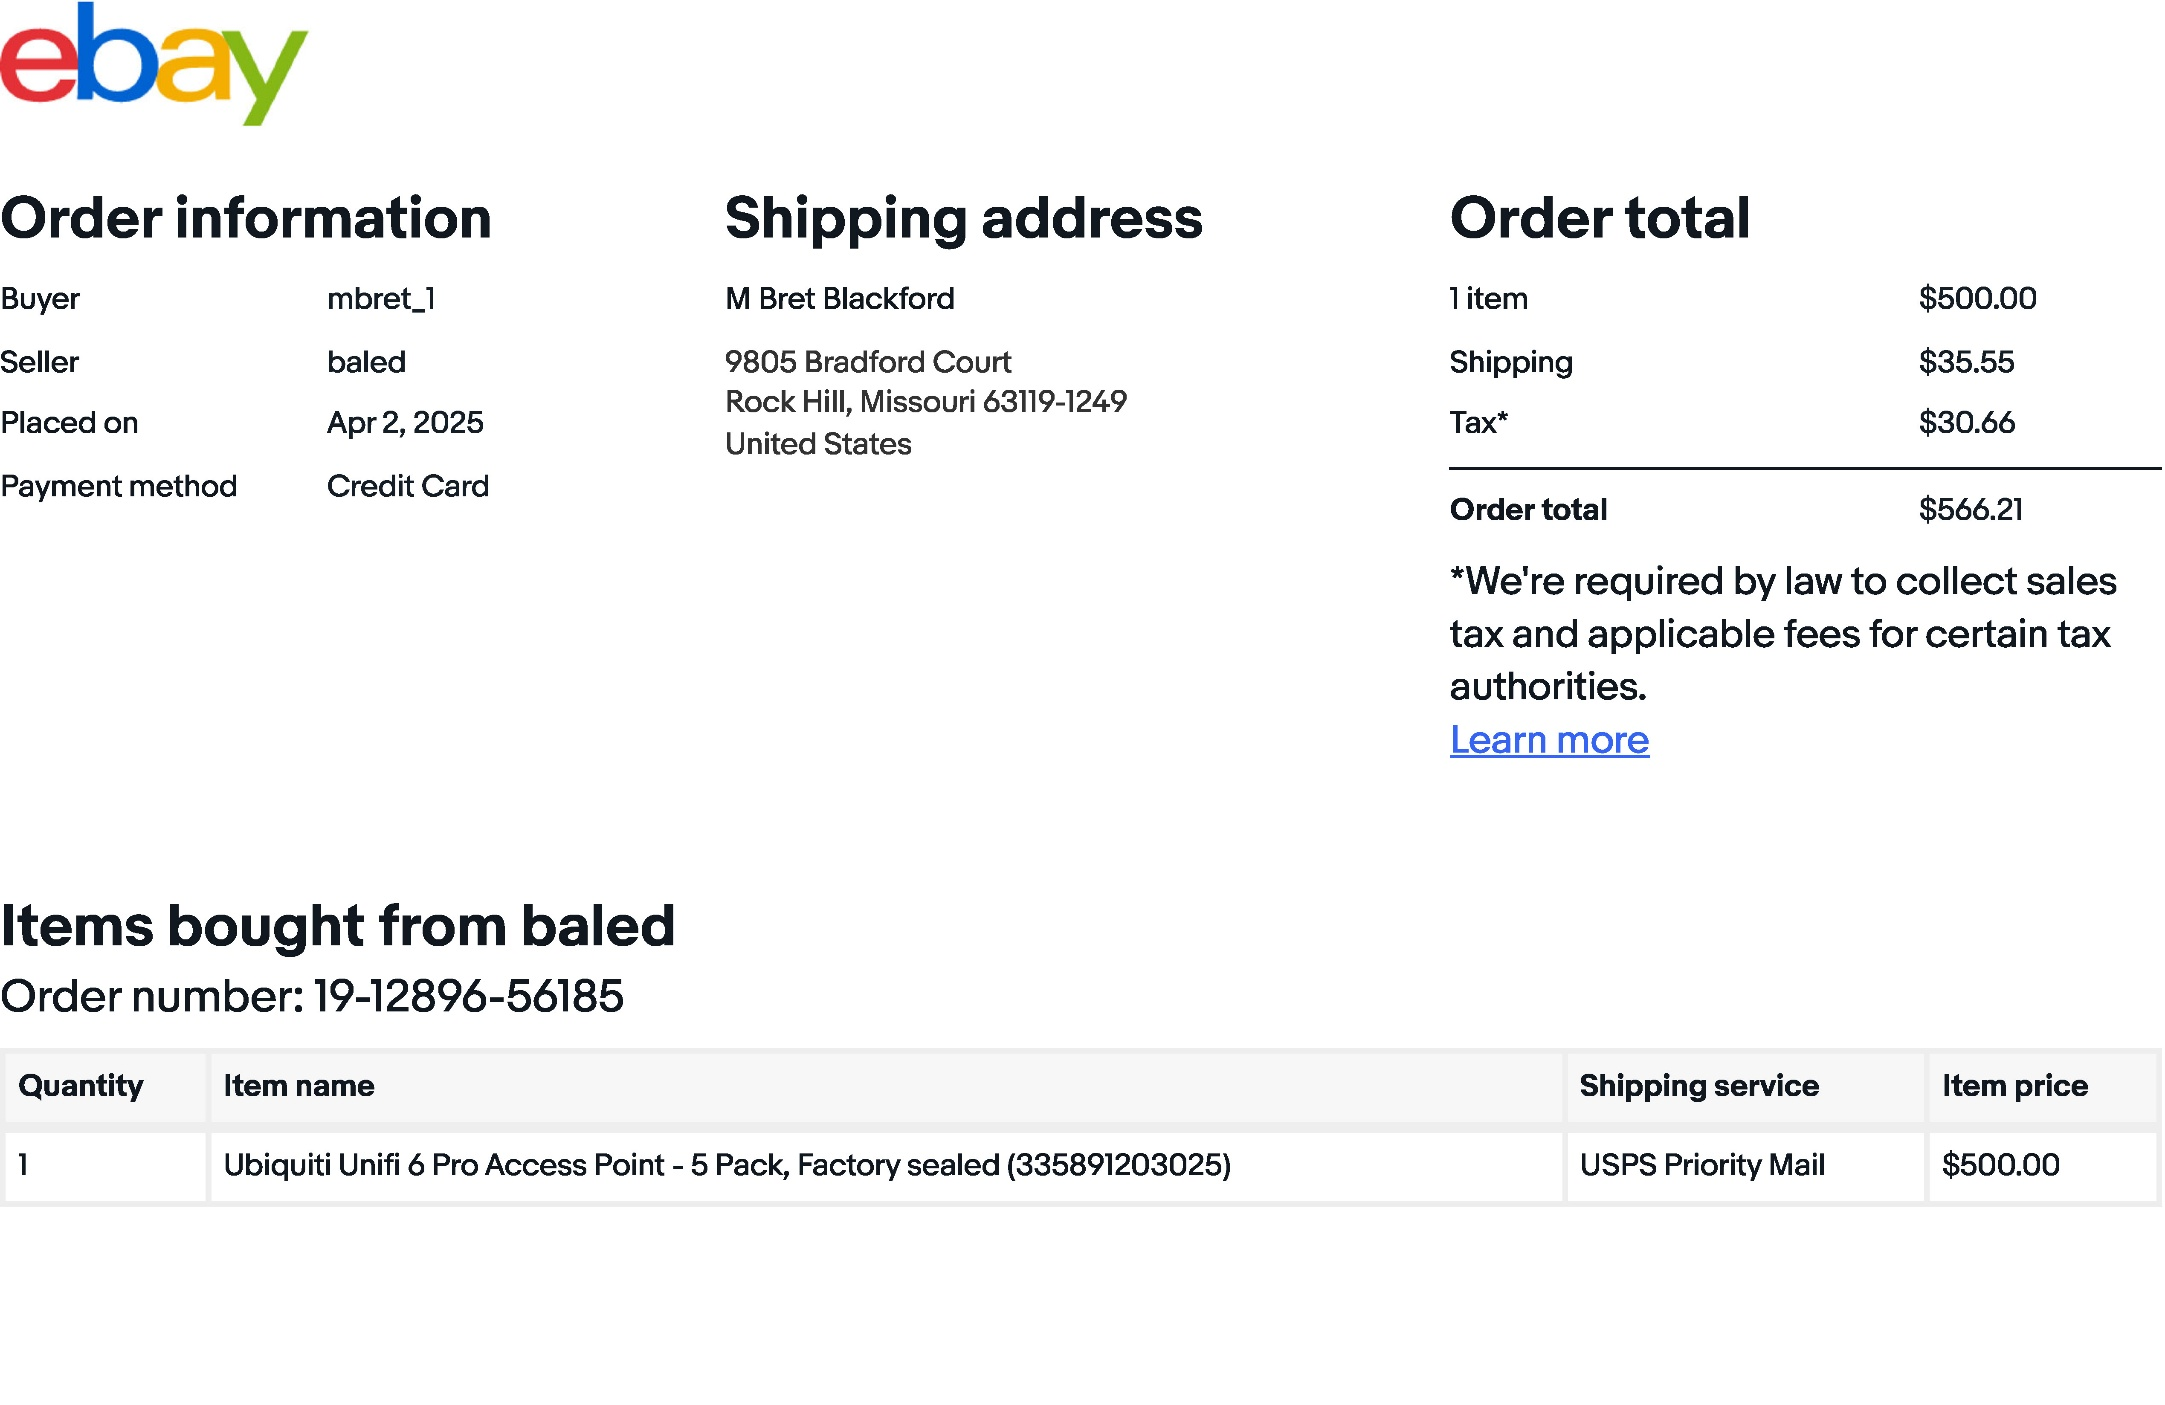 ebay
Order information
Buyer mbret_1
Seller baled
Placed on Apr 2, 2025
Payment method Credit Card
Shipping address
M Bret Blackford
9805 Bradford Court
Rock Hill, Missouri 63119-1249
United States
Order total
1 item $500.00
Shipping $35.55
Tax* $30.66
Order total $566.21
*We're required by law to collect sales
tax and applicable fees for certain tax
authorities.
Learn more
Items bought from baled
Order number: 19-12896-56185
Quantity Item name Shipping service Item price
1 Ubiquiti Unifi 6 Pro Access Point - 5 Pack, Factory sealed (335891203025) USPS Priority Mail $500.00